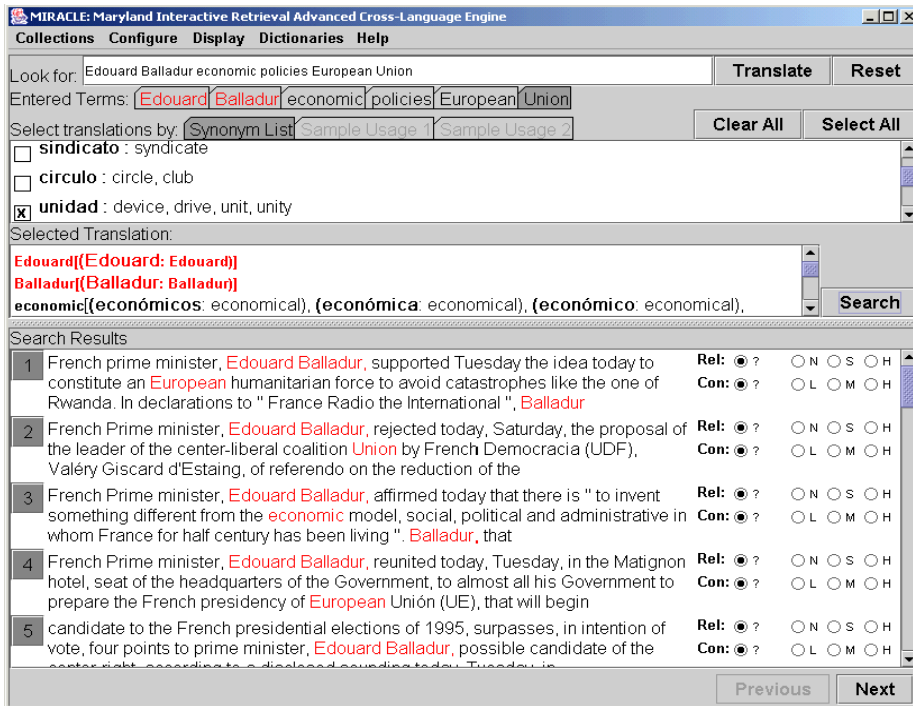 MIRACLE: Maryland Interactive Retrieval Advanced Cross-Language Engine
Collections Configure Display Dictionaries Help
Look for: Edouard Balladur economic policies European Union Translate Reset
Entered Terms: Edouard Balladur economic policies European Union
Select translations by: Synonym List Sample Usage 1 Sample Usage 2 Clear All Select All
sindicato : syndicate
circulo : circle, club
X unidad : device, drive, unit, unity
Selected Translation:
Edouard[(Edouard: Edouard)]
Balladur[(Balladur: Balladur)]
economic[(económicos: economical), (económica: economical), (económico: economical), Search
Search Results
1 French prime minister, Edouard Balladur, supported Tuesday the idea today to Rel: ? N S H
constitute an European humanitarian force to avoid catastrophes like the one of Con: ? L M H
Rwanda. In declarations to " France Radio the International ", Balladur
2 French Prime minister, Edouard Balladur, rejected today, Saturday, the proposal of Rel: ? N S H
the leader of the center-liberal coalition Union by French Democracia (UDF), Con: ? L M H
Valéry Giscard d'Estaing, of referendo on the reduction of the
3 French Prime minister, Edouard Balladur, affirmed today that there is " to invent Rel: ? N S H
something different from the economic model, social, political and administrative in Con: ? L M H
whom France for half century has been living ". Balladur, that
4 French Prime minister, Edouard Balladur, reunited today, Tuesday, in the Matignon Rel: ? N S H
hotel, seat of the headquarters of the Government, to almost all his Government to Con: ? L M H
prepare the French presidency of European Unión (UE), that will begin
5 candidate to the French presidential elections of 1995, surpasses, in intention of Rel: ? N S H
vote, four points to prime minister, Edouard Balladur, possible candidate of the Con: ? L M H
center right, according to a disclosed sounding today, Tuesday, in
Previous Next